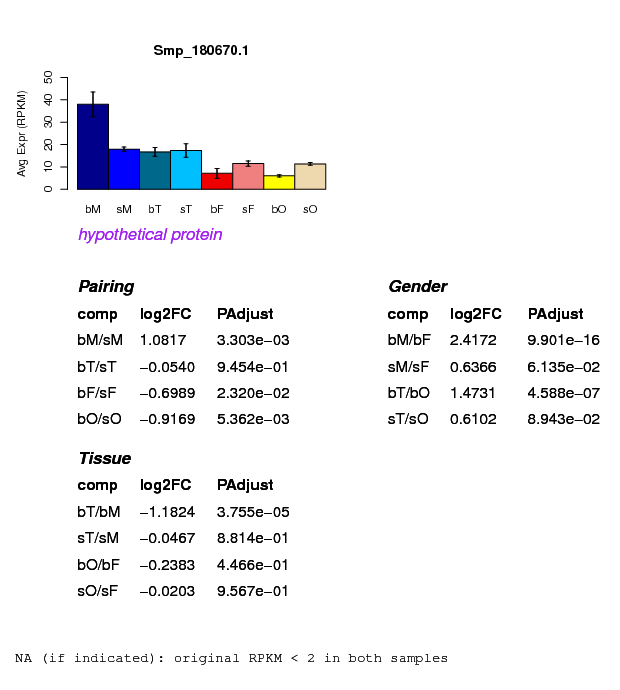 Smp_180670.1
Avg Expr (RPKM)
50
40
30
20
10
0
bM sM bT sT bF sF bO sO
hypothetical protein
Pairing
comp log2FC PAdjust
bM/sM 1.0817 3.303e−03
bT/sT −0.0540 9.454e−01
bF/sF −0.6989 2.320e−02
bO/sO −0.9169 5.362e−03
Gender
comp log2FC PAdjust
bM/bF 2.4172 9.901e−16
sM/sF 0.6366 6.135e−02
bT/bO 1.4731 4.588e−07
sT/sO 0.6102 8.943e−02
Tissue
comp log2FC PAdjust
bT/bM −1.1824 3.755e−05
sT/sM −0.0467 8.814e−01
bO/bF −0.2383 4.466e−01
sO/sF −0.0203 9.567e−01
NA (if indicated): original RPKM < 2 in both samples